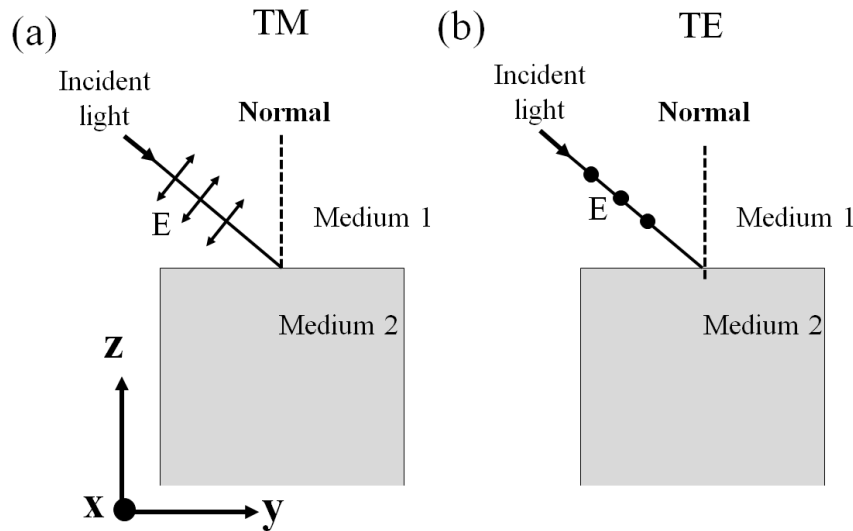 (a)
TM
Incident
light
Normal
E
Medium 1
Medium 2
z
x
y
(b)
TE
Incident
light
Normal
E
Medium 1
Medium 2